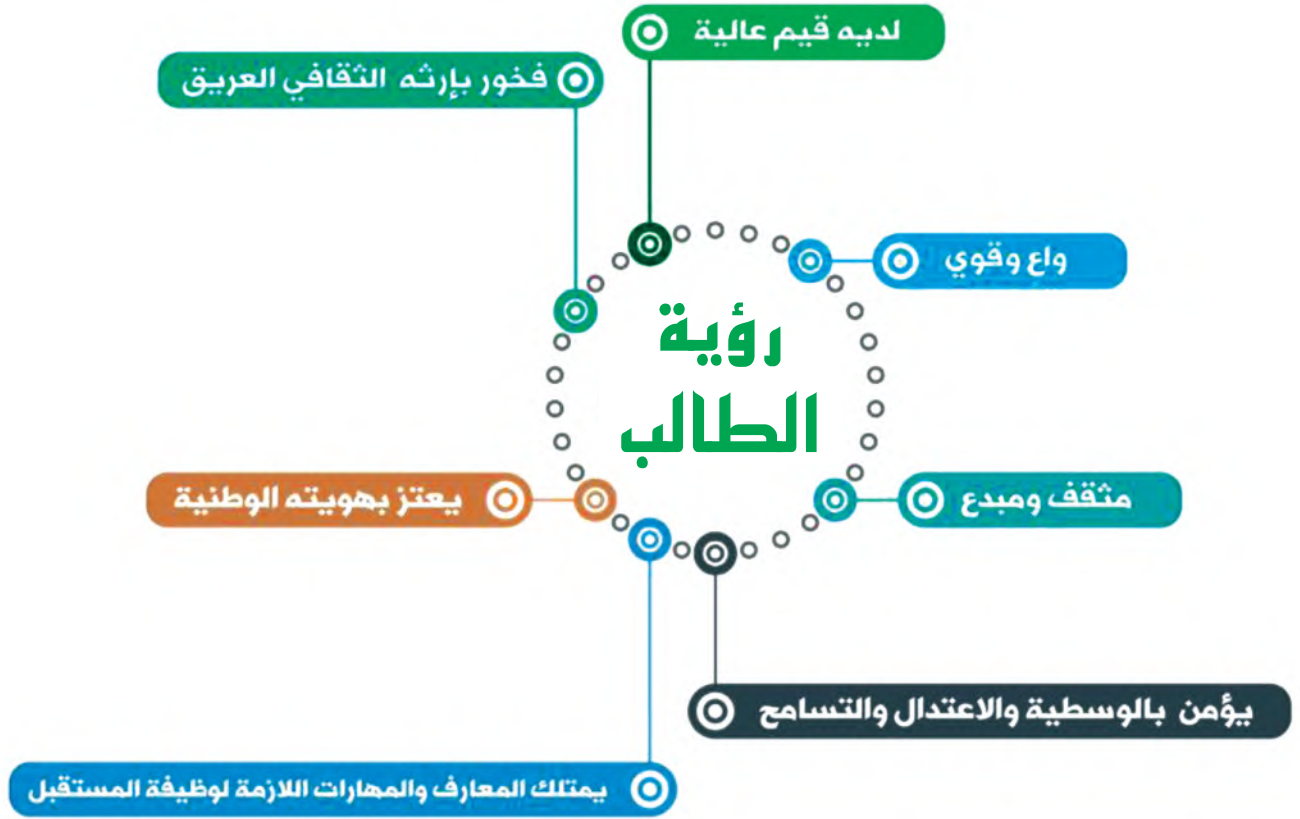 لديه قيم عالية
فخور بإرثه الثقافي العريق
واع وقوي
رؤية
الطالب
مثقف ومبدع
يعتز بهويته الوطنية
يؤمن بالوسطية والاعتدال والتسامح
يمتلك المعارف والمهارات اللازمة لوظيفة المستقبل